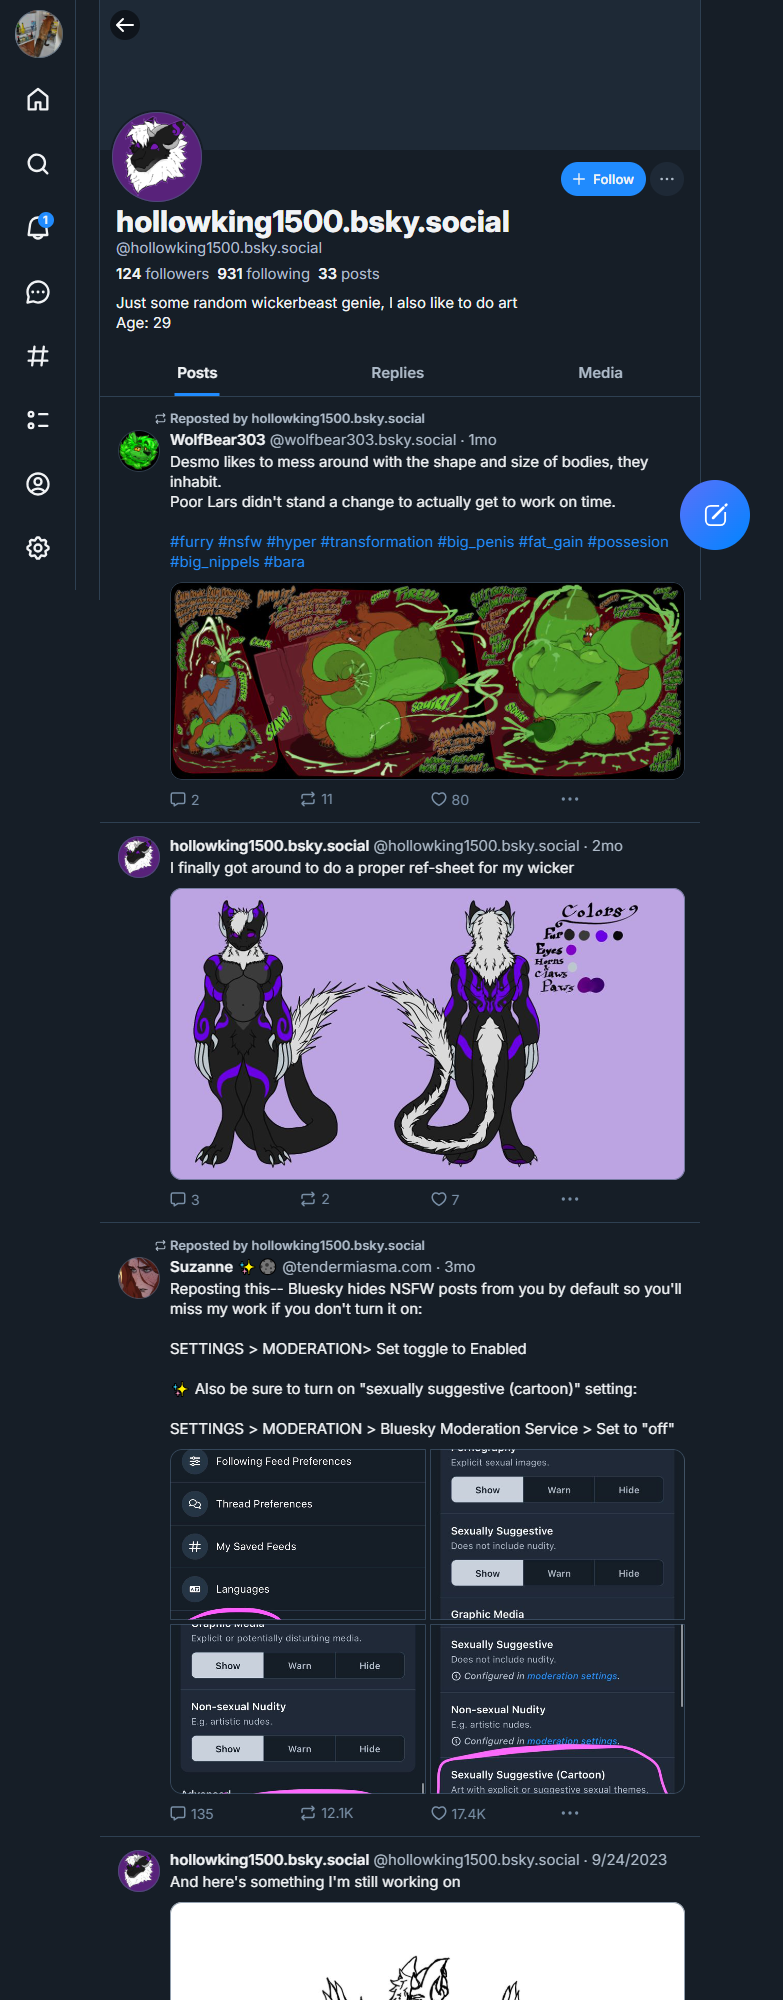 1
+ Follow
hollowking1500.bsky.social
@hollowking1500.bsky.social
124 followers 931 following 33 posts
Just some random wickerbeast genie, I also like to do art
Age: 29
Posts
Replies
Media
Reposted by hollowking1500.bsky.social
WolfBear303 @wolfbear303.bsky.social · 1mo
Desmo likes to mess around with the shape and size of bodies, they
inhabit.
Poor Lars didn't stand a change to actually get to work on time.
#furry #nsfw #hyper #transformation #big_penis #fat_gain #possesion
#big_nippels #bara
SQUIRT!
SLAM!
2
11
80
hollowking1500.bsky.social @hollowking1500.bsky.social · 2mo
I finally got around to do a proper ref-sheet for my wicker
Colors
Fur
Eyes
Horns
Claws
Paws
3
2
7
Reposted by hollowking1500.bsky.social
Suzanne @tendermiasma.com · 3mo
Reposting this-- Bluesky hides NSFW posts from you by default so you'll
miss my work if you don't turn it on:
SETTINGS > MODERATION> Set toggle to Enabled
Also be sure to turn on "sexually suggestive (cartoon)" setting:
SETTINGS > MODERATION > Bluesky Moderation Service > Set to "off"
Following Feed Preferences
Thread Preferences
My Saved Feeds
Languages
Pornography
Explicit sexual images.
Show
Warn
Hide
Sexually Suggestive
Does not include nudity.
Show
Warn
Hide
Graphic Media
Graphic Media
Explicit or potentially disturbing media.
Show
Warn
Hide
Non-sexual Nudity
E.g. artistic nudes.
Show
Warn
Hide
Advanced
Sexually Suggestive
Does not include nudity.
Configured in moderation settings.
Non-sexual Nudity
E.g. artistic nudes.
Configured in moderation settings.
Sexually Suggestive (Cartoon)
Art with explicit or suggestive sexual themes.
135
12.1K
17.4K
hollowking1500.bsky.social @hollowking1500.bsky.social · 9/24/2023
And here's something I'm still working on